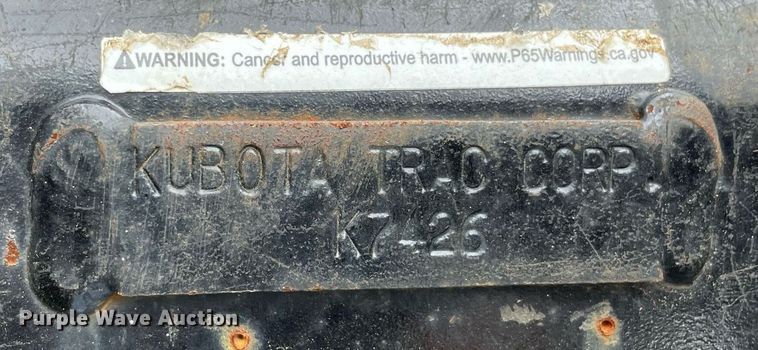 WARNING: Cancer and reproductive harm - www.P65Warnings.ca.gov
KUBOTA TRAC CORP.
K7426
Purple Wave Auction